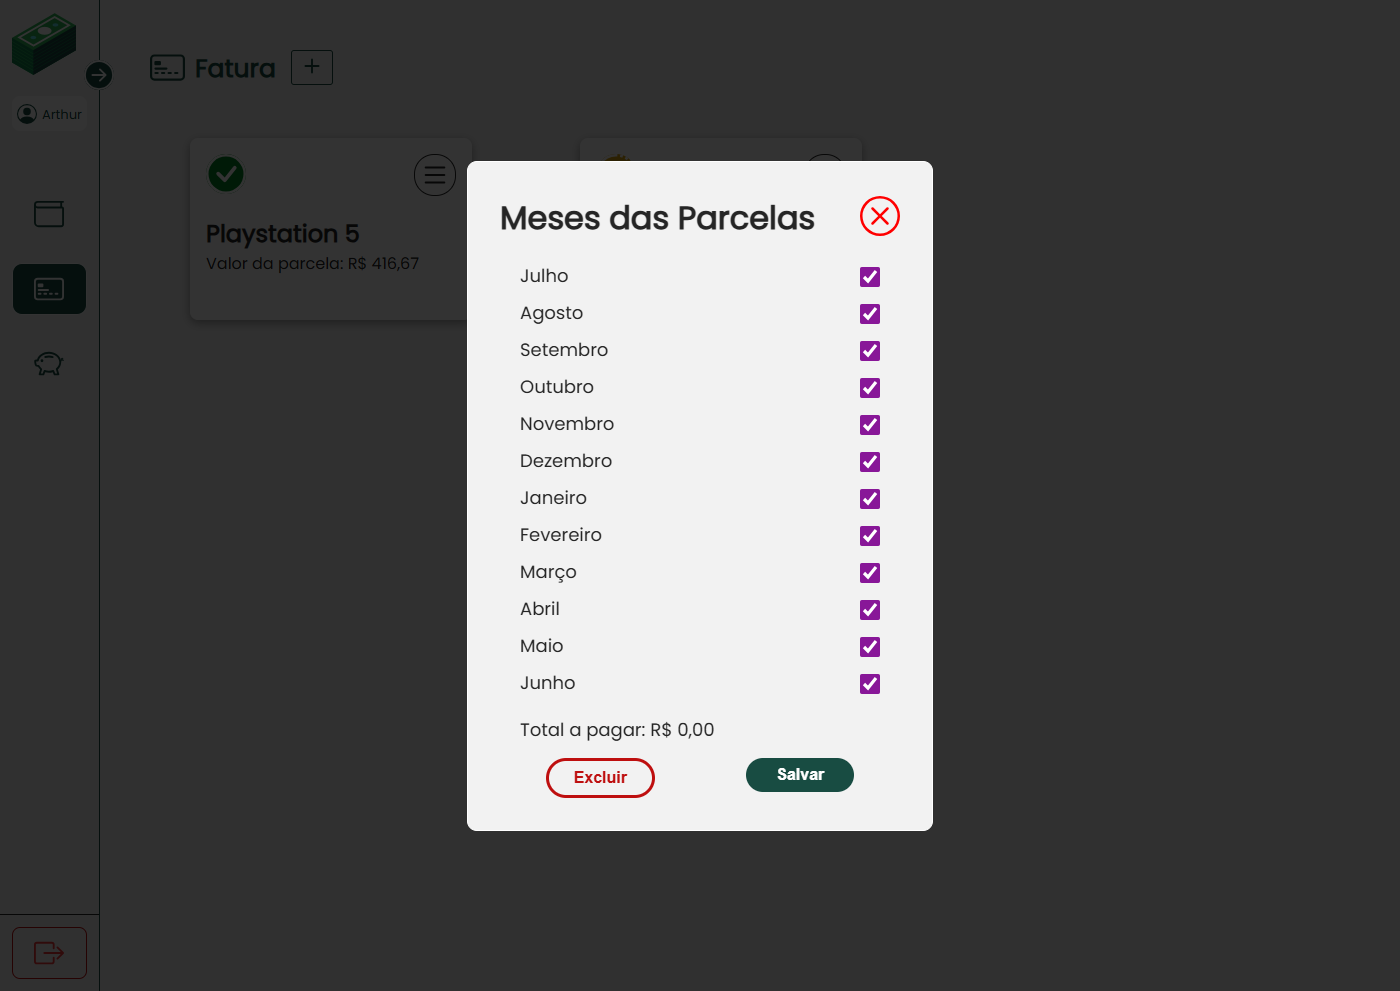 Arthur
Fatura
Playstation 5
Valor da parcela: R$ 416,67
Meses das Parcelas
Julho
Agosto
Setembro
Outubro
Novembro
Dezembro
Janeiro
Fevereiro
Março
Abril
Maio
Junho
Total a pagar: R$ 0,00
Excluir
Salvar